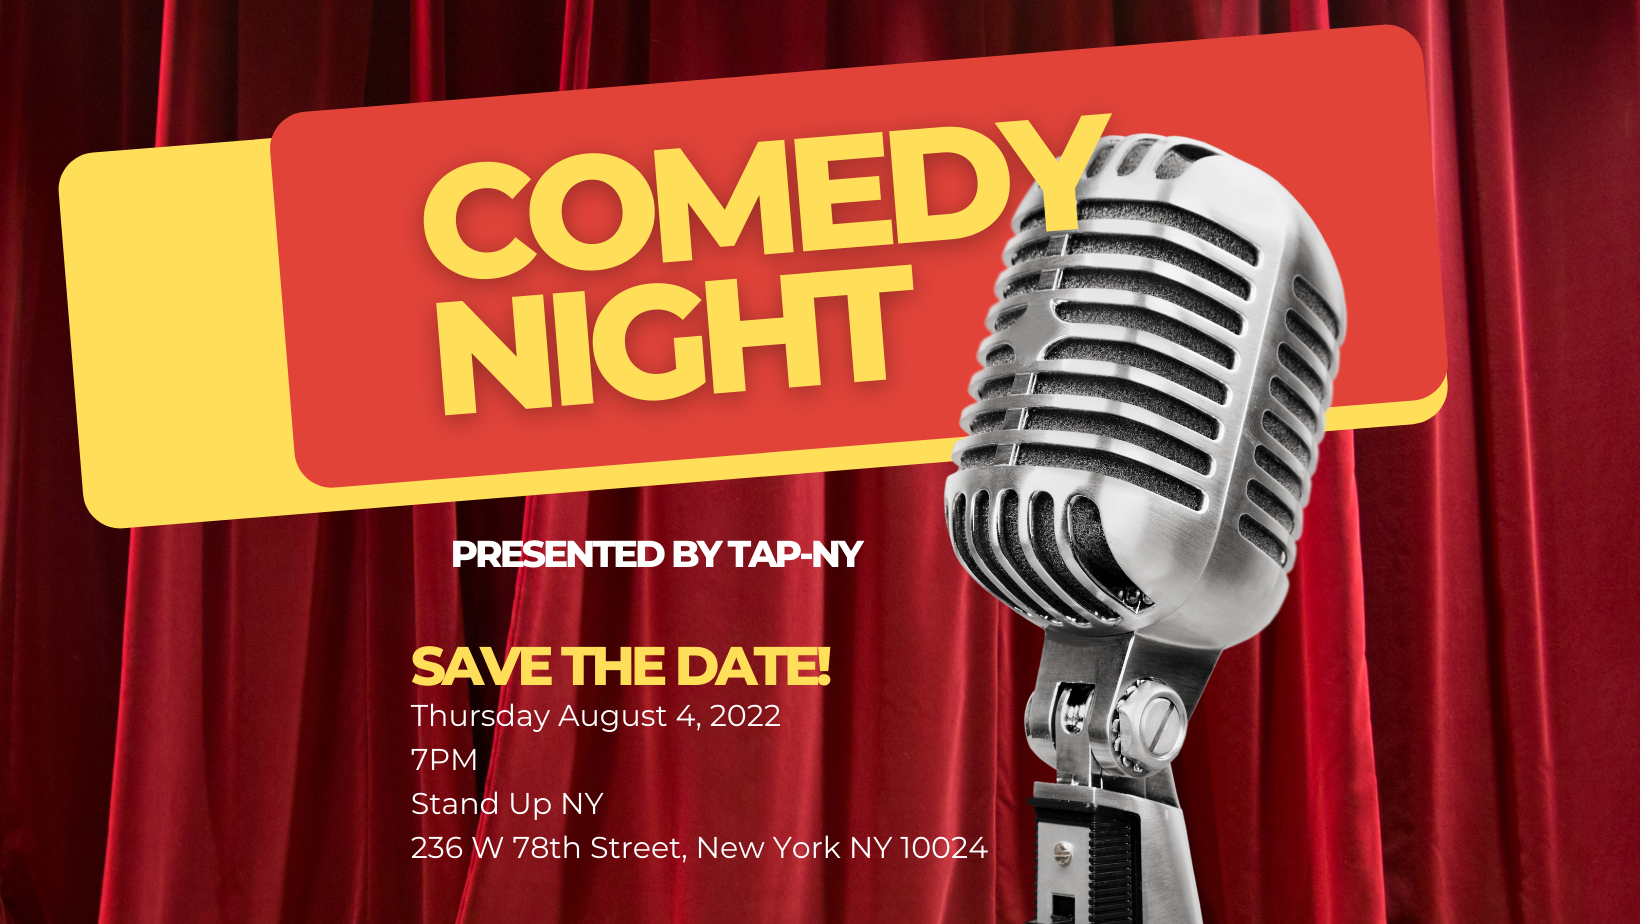 COMEDY
NIGHT
PRESENTED BY TAP-NY
SAVE THE DATE!
Thursday August 4, 2022
7PM
Stand Up NY
236 W 78th Street, New York NY 10024